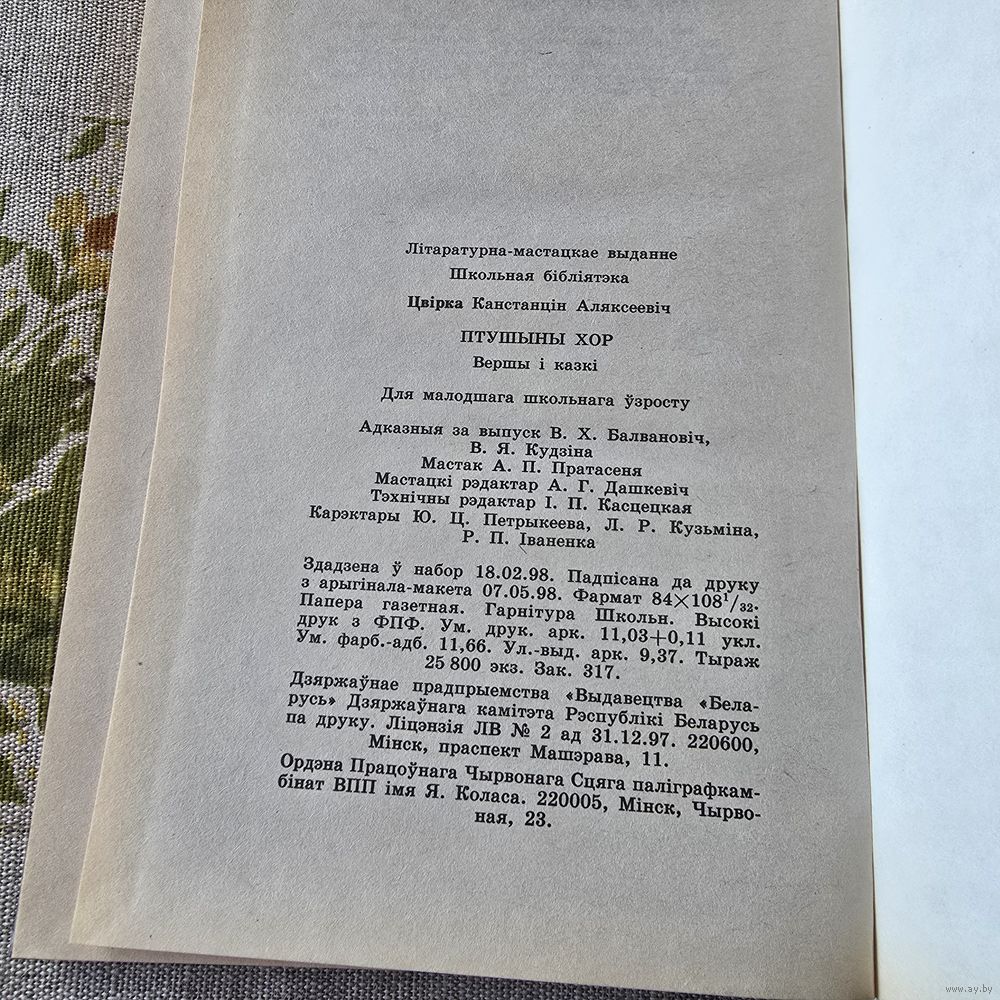 Літаратурна-мастацкае выданне
Школьная бібліятэка
Цвірка Канстанцін Аляксеевіч
ПТУШЫНЫ ХОР
Вершы і казкі
Для малодшага школьнага ўзросту
Адказныя за выпуск В. Х. Балвановіч,
В. Я. Кудзіна
Мастак А. П. Пратасеня
Мастацкі рэдактар А. Г. Дашкевіч
Тэхнічны рэдактар І. П. Касцецкая
Карэктары Ю. Ц. Петрыкеева, Л. Р. Кузьміна,
Р. П. Іваненка
Здадзена ў набор 18.02.98. Падпісана да друку
з арыгінала-макета 07.05.98. Фармат 84×108¹/₃₂.
Папера газетная. Гарнітура Школьн. Высокі
друк з ФПФ. Ум. друк. арк. 11,03+0,11 укл.
Ум. фарб.-адб. 11,66. Ул.-выд. арк. 9,37. Тыраж
25 800 экз. Зак. 317.
Дзяржаўнае прадпрыемства «Выдавецтва «Бела-
русь» Дзяржаўнага камітэта Рэспублікі Беларусь
па друку. Ліцэнзія ЛВ № 2 ад 31.12.97. 220600,
Мінск, праспект Машэрава, 11.
Ордэна Працоўнага Чырвонага Сцяга паліграфкам-
бінат ВПП імя Я. Коласа. 220005, Мінск, Чырво-
ная, 23.
www.ay.by